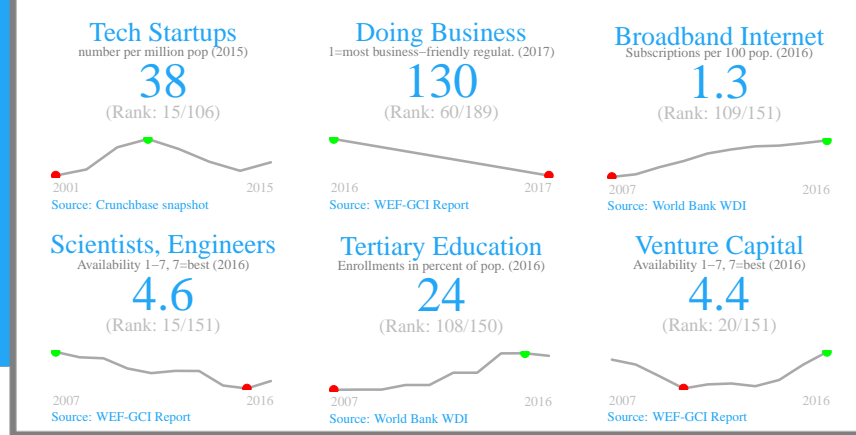 Tech Startups
number per million pop (2015)
38
(Rank: 15/106)
2001 2015
Source: Crunchbase snapshot
Doing Business
1=most business−friendly regulat. (2017)
130
(Rank: 60/189)
2016 2017
Source: WEF-GCI Report
Broadband Internet
Subscriptions per 100 pop. (2016)
1.3
(Rank: 109/151)
2007 2016
Source: World Bank WDI
Scientists, Engineers
Availability 1−7, 7=best (2016)
4.6
(Rank: 15/151)
2007 2016
Source: WEF-GCI Report
Tertiary Education
Enrollments in percent of pop. (2016)
24
(Rank: 108/150)
2007 2016
Source: World Bank WDI
Venture Capital
Availability 1−7, 7=best (2016)
4.4
(Rank: 20/151)
2007 2016
Source: WEF-GCI Report